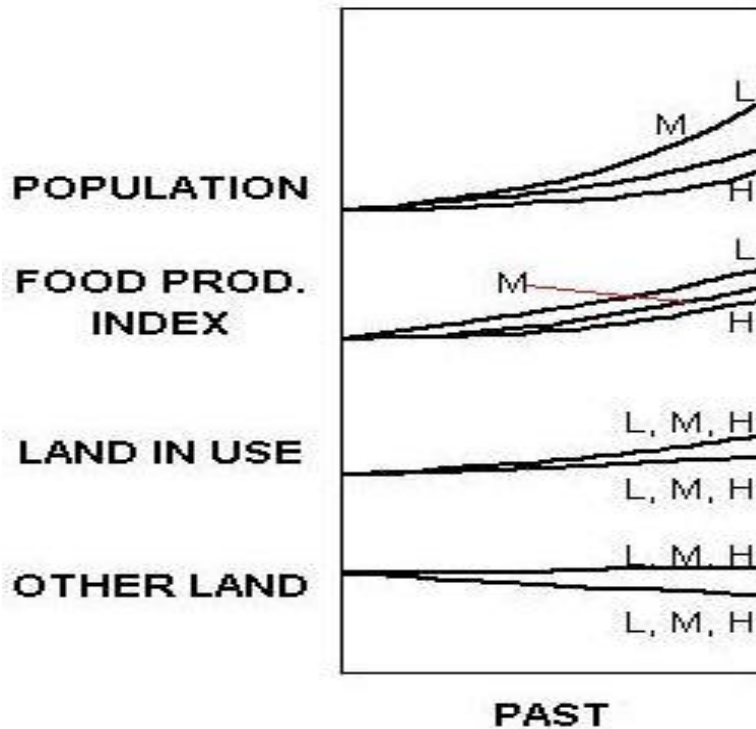 L
M
POPULATION
H
L
FOOD PROD.
M
INDEX
H
L, M, H
LAND IN USE
L, M, H
L, M, H
OTHER LAND
L, M, H
PAST